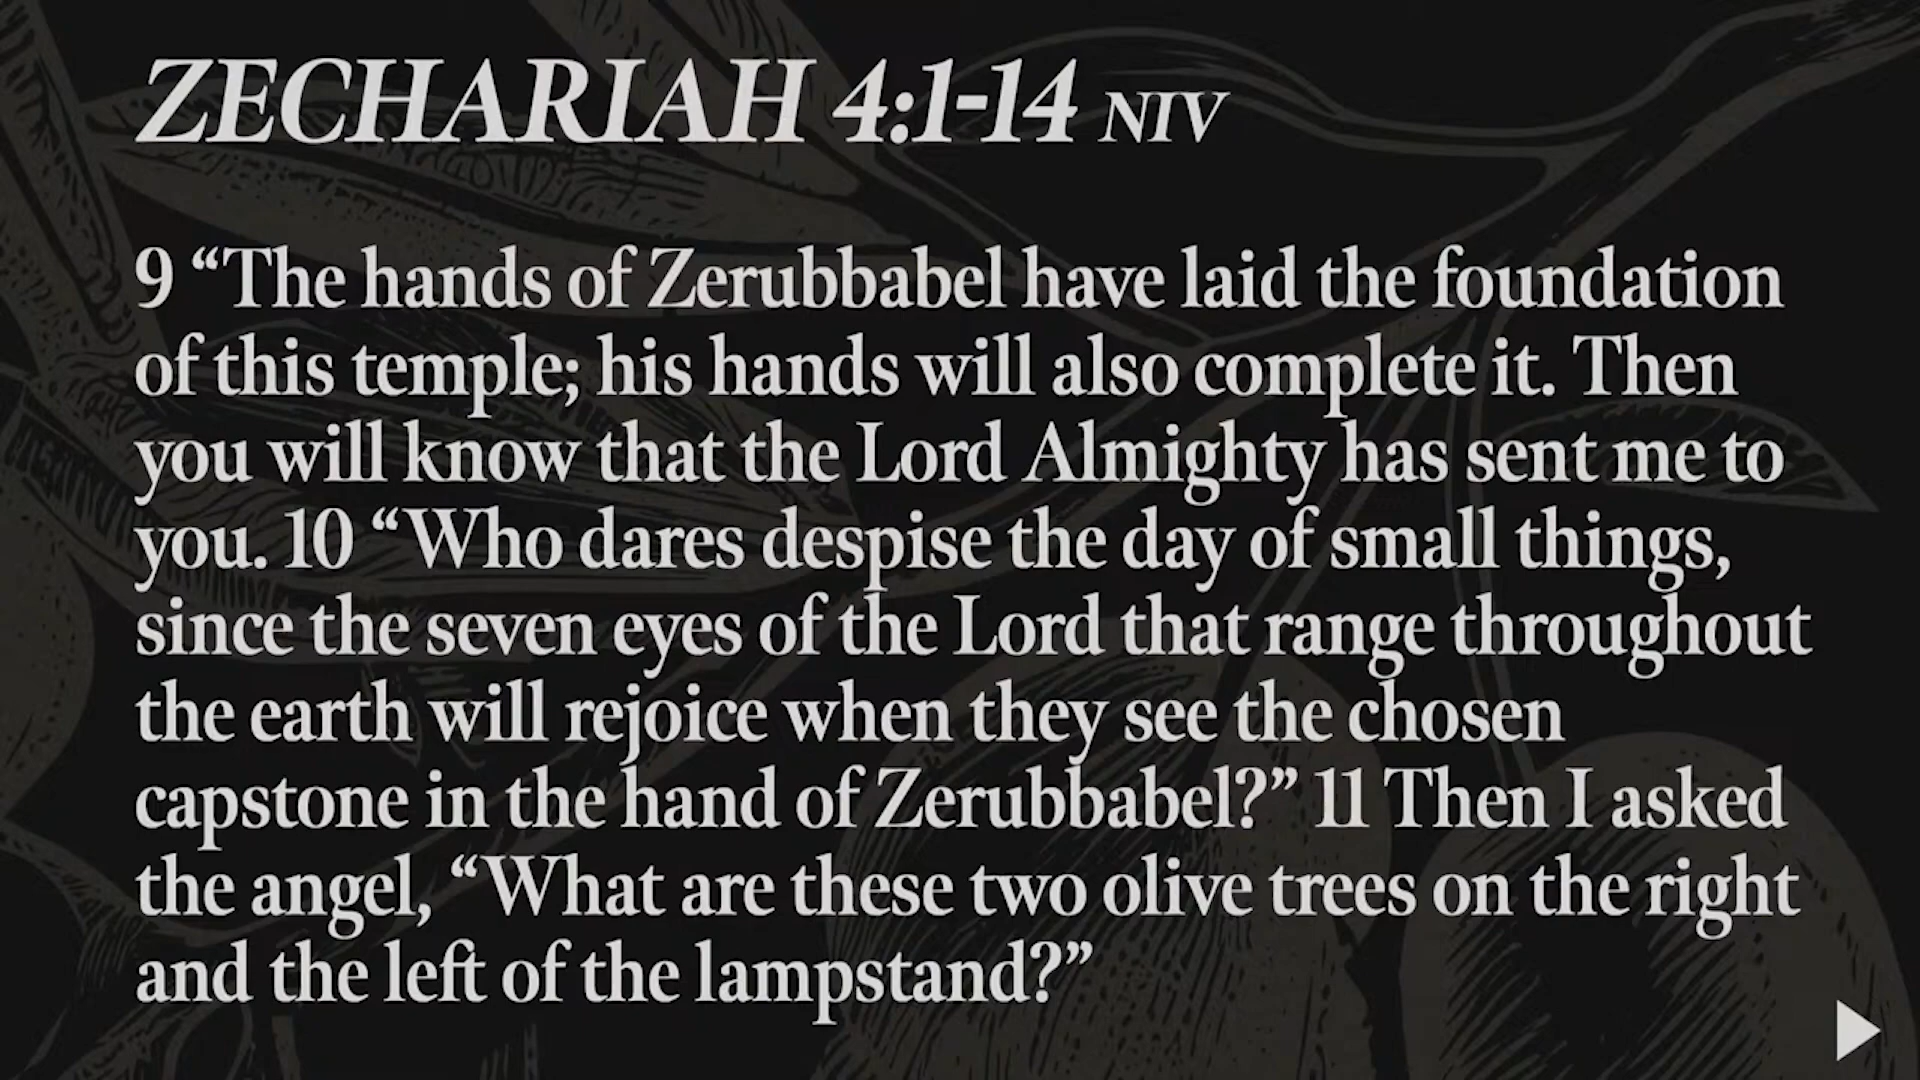 ZECHARIAH 4:1-14 NIV
9 “The hands of Zerubbabel have laid the foundation
of this temple; his hands will also complete it. Then
you will know that the Lord Almighty has sent me to
you. 10 “Who dares despise the day of small things,
since the seven eyes of the Lord that range throughout
the earth will rejoice when they see the chosen
capstone in the hand of Zerubbabel?” 11 Then I asked
the angel, “What are these two olive trees on the right
and the left of the lampstand?”